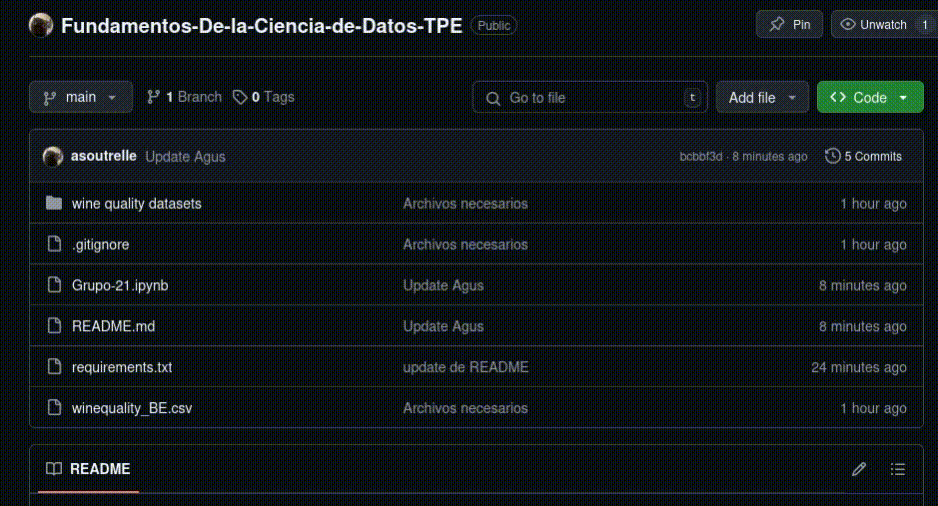 Fundamentos-De-la-Ciencia-de-Datos-TPE Public Pin Unwatch 1
main 1 Branch 0 Tags Go to file t Add file Code
asoutrelle Update Agus bcbbf3d · 8 minutes ago 5 Commits
wine quality datasets Archivos necesarios 1 hour ago
.gitignore Archivos necesarios 1 hour ago
Grupo-21.ipynb Update Agus 8 minutes ago
README.md Update Agus 8 minutes ago
requirements.txt update de README 24 minutes ago
winequality_BE.csv Archivos necesarios 1 hour ago
README